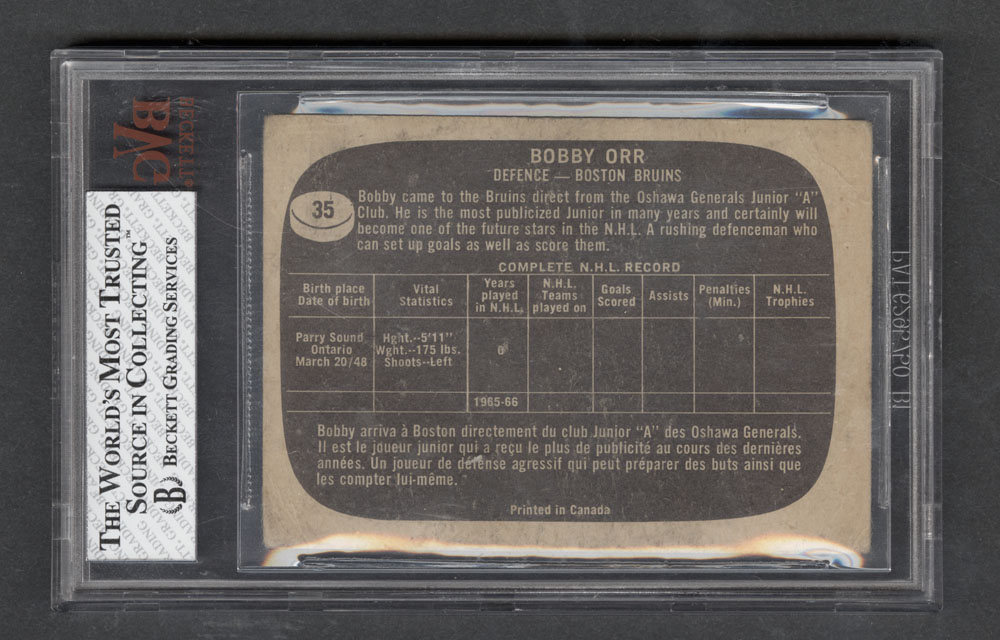 BECKETT
BVG
THE WORLD'S MOST TRUSTED
SOURCE IN COLLECTING™
BECKETT GRADING SERVICES
B
BOBBY ORR
DEFENCE — BOSTON BRUINS
35
Bobby came to the Bruins direct from the Oshawa Generals Junior "A"
Club. He is the most publicized Junior in many years and certainly will
become one of the future stars in the N.H.L. A rushing defenceman who
can set up goals as well as score them.
COMPLETE N.H.L. RECORD
Birth place
Date of birth
Vital
Statistics
Years
played
in N.H.L.
N.H.L.
Teams
played on
Goals
Scored
Assists
Penalties
(Min.)
N.H.L.
Trophies
Parry Sound
Ontario
March 20/48
Hght.--5'11"
Wght.--175 lbs.
Shoots--Left
0
1965-66
Bobby arriva à Boston directement du club Junior "A" des Oshawa Generals.
Il est le joueur junior qui a reçu le plus de publicité au cours des dernières
années. Un joueur de défense agressif qui peut préparer des buts ainsi que
les compter lui-même.
Printed in Canada